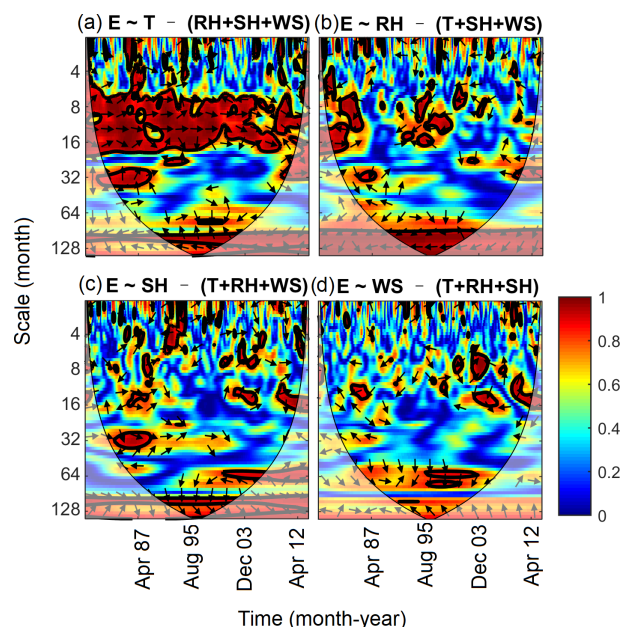 (a) E ~ T − (RH+SH+WS)
(b) E ~ RH − (T+SH+WS)
4
8
16
32
64
128
(c) E ~ SH − (T+RH+WS)
(d) E ~ WS − (T+RH+SH)
4
8
16
32
64
128
Scale (month)
1
0.8
0.6
0.4
0.2
0
Apr 87
Aug 95
Dec 03
Apr 12
Apr 87
Aug 95
Dec 03
Apr 12
Time (month-year)